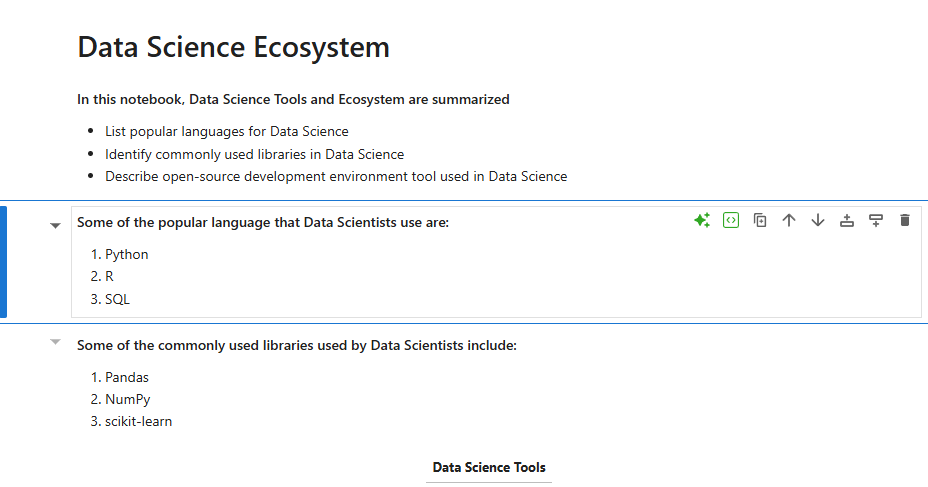 Data Science Ecosystem
In this notebook, Data Science Tools and Ecosystem are summarized
• List popular languages for Data Science
• Identify commonly used libraries in Data Science
• Describe open-source development environment tool used in Data Science
Some of the popular language that Data Scientists use are:
1. Python
2. R
3. SQL
Some of the commonly used libraries used by Data Scientists include:
1. Pandas
2. NumPy
3. scikit-learn
Data Science Tools